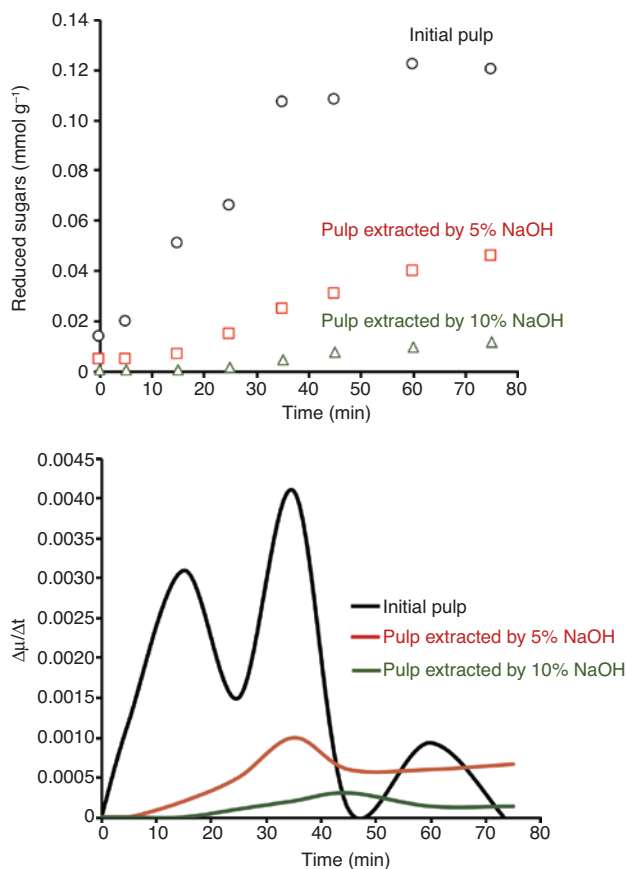 0.14
0.12
0.10
0.08
0.06
0.04
0.02
0
Reduced sugars (mmol g⁻¹)
Initial pulp
Pulp extracted by 5% NaOH
Pulp extracted by 10% NaOH
0 10 20 30 40 50 60 70 80
Time (min)
0.0045
0.0040
0.0035
0.0030
0.0025
0.0020
0.0015
0.0010
0.0005
0
Δμ/Δt
Initial pulp
Pulp extracted by 5% NaOH
Pulp extracted by 10% NaOH
0 10 20 30 40 50 60 70 80
Time (min)